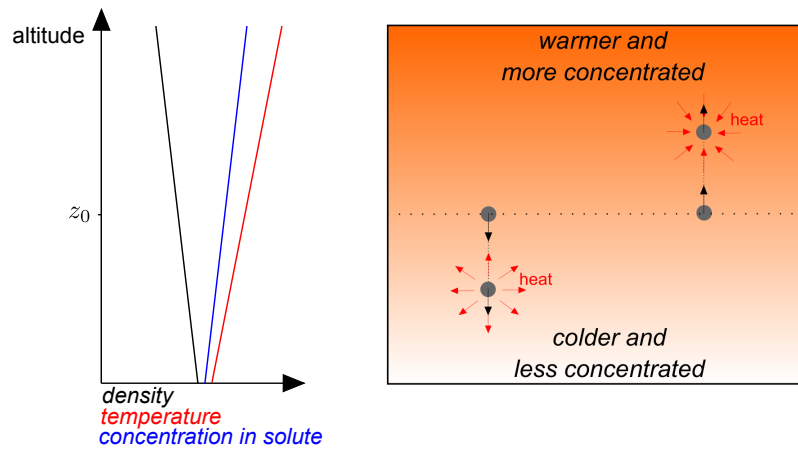 altitude
z₀
density
temperature
concentration in solute
warmer and
more concentrated
heat
heat
colder and
less concentrated